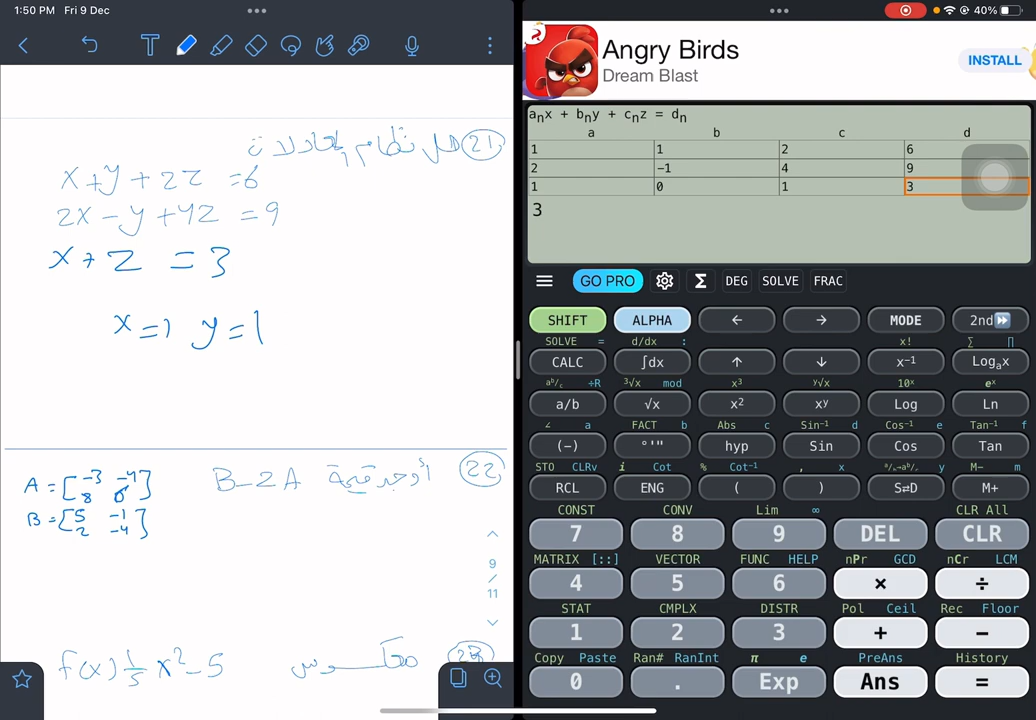 1:50 PM Fri 9 Dec
40%
Angry Birds
Dream Blast
INSTALL
حل نظام المعادلات 21
x + y + 2z = 6
2x - y + 4z = 9
x + z = 3
x = 1 y = 1
22 أوجد قيمة B-2A
A = [-3 -4
8 6]
B = [5 -1
2 -4]
9
/
11
معكوس
f(x) 1/5 x² - 5
aₙx + bₙy + cₙz = dₙ
a b c d
1 1 2 6
2 -1 4 9
1 0 1 3
3
GO PRO Σ DEG SOLVE FRAC
SHIFT ALPHA ← → MODE 2nd
SOLVE = d/dx : x! ∑ ∏
CALC ∫dx ↑ ↓ x⁻¹ Logₐx
aᵇ/c ÷R ³√x mod x³ ʸ√x 10ˣ eˣ
a/b √x x² xʸ Log Ln
∠ a FACT b Abs c Sin⁻¹ d Cos⁻¹ e Tan⁻¹ f
(−) °'" hyp Sin Cos Tan
STO CLRv i Cot % Cot⁻¹ , x y M− m
RCL ENG ( ) S⇄D M+
CONST CONV Lim ∞ CLR All
7 8 9 DEL CLR
MATRIX [::] VECTOR FUNC HELP nPr GCD nCr LCM
4 5 6 × ÷
STAT CMPLX DISTR Pol Ceil Rec Floor
1 2 3 + −
Copy Paste Ran# RanInt π e PreAns History
0 . Exp Ans =